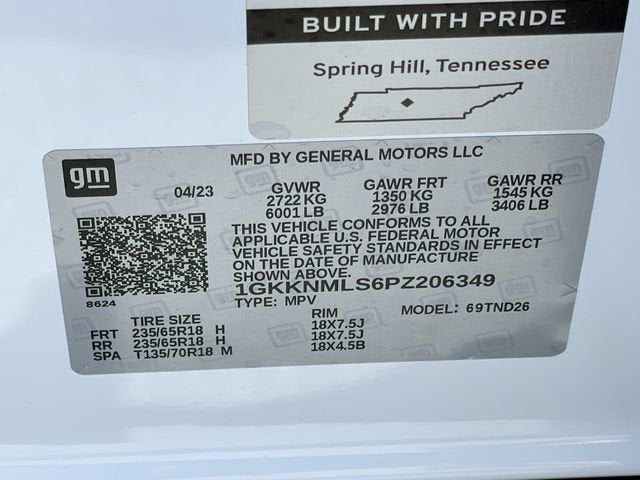 BUILT WITH PRIDE
Spring Hill, Tennessee
gm
MFD BY GENERAL MOTORS LLC
04/23 GVWR GAWR FRT GAWR RR
2722 KG 1350 KG 1545 KG
6001 LB 2976 LB 3406 LB
THIS VEHICLE CONFORMS TO ALL
APPLICABLE U.S. FEDERAL MOTOR
VEHICLE SAFETY STANDARDS IN EFFECT
ON THE DATE OF MANUFACTURE
SHOWN ABOVE.
8624
1GKKNMLS6PZ206349
TYPE: MPV MODEL: 69TND26
TIRE SIZE RIM
FRT 235/65R18 H 18X7.5J
RR 235/65R18 H 18X7.5J
SPA T135/70R18 M 18X4.5B